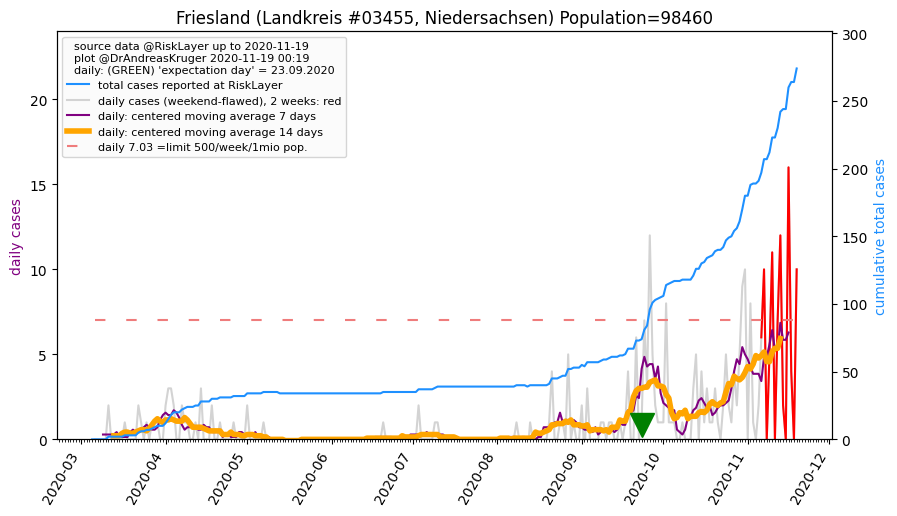 Friesland (Landkreis #03455, Niedersachsen) Population=98460
source data @RiskLayer up to 2020-11-19
plot @DrAndreasKruger 2020-11-19 00:19
daily: (GREEN) 'expectation day' = 23.09.2020
total cases reported at RiskLayer
daily cases (weekend-flawed), 2 weeks: red
daily: centered moving average 7 days
daily: centered moving average 14 days
daily 7.03 =limit 500/week/1mio pop.
daily cases
20
15
10
5
0
300
250
200
150
100
50
0
cumulative total cases
2020-03
2020-04
2020-05
2020-06
2020-07
2020-08
2020-09
2020-10
2020-11
2020-12